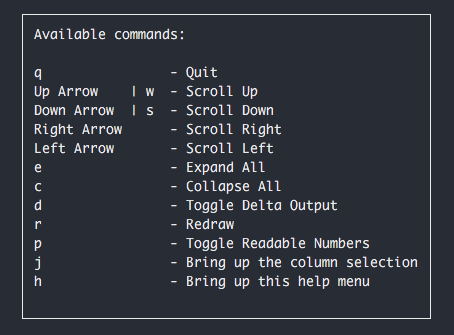 Available commands:

q                - Quit
Up Arrow    | w  - Scroll Up
Down Arrow  | s  - Scroll Down
Right Arrow      - Scroll Right
Left Arrow       - Scroll Left
e                - Expand All
c                - Collapse All
d                - Toggle Delta Output
r                - Redraw
p                - Toggle Readable Numbers
j                - Bring up the column selection
h                - Bring up this help menu